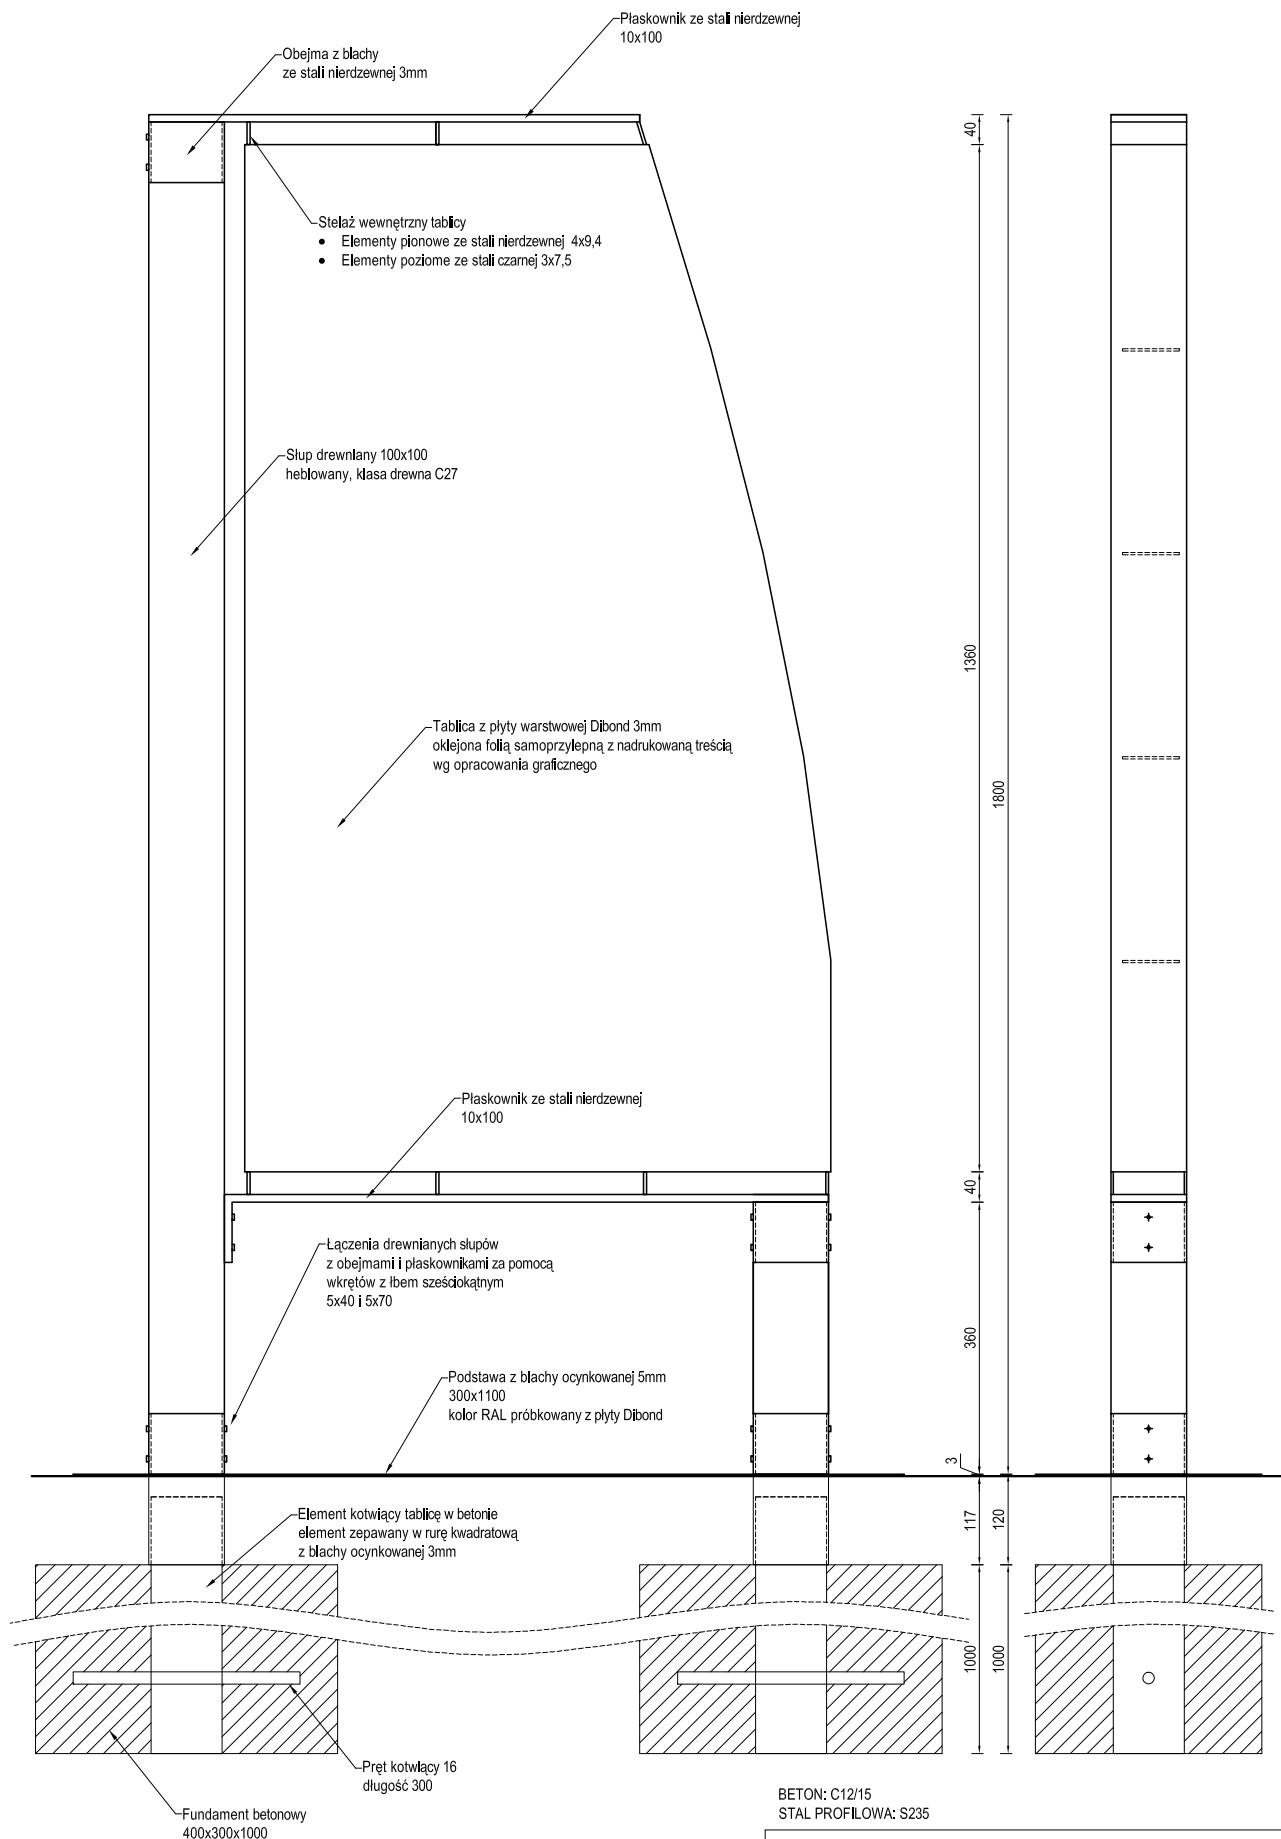 Płaskownik ze stali nierdzewnej
10x100
Obejma z blachy
ze stali nierdzewnej 3mm
40
Stelaż wewnętrzny tablicy
• Elementy pionowe ze stali nierdzewnej 4x9,4
• Elementy poziome ze stali czarnej 3x7,5
Słup drewniany 100x100
heblowany, klasa drewna C27
1360
Tablica z płyty warstwowej Dibond 3mm
oklejona folią samoprzylepną z nadrukowaną treścią
wg opracowania graficznego
1800
Płaskownik ze stali nierdzewnej
10x100
40
Łączenia drewnianych słupów
z obejmami i płaskownikami za pomocą
wkrętów z łbem sześciokątnym
5x40 i 5x70
360
Podstawa z blachy ocynkowanej 5mm
300x1100
kolor RAL próbkowany z płyty Dibond
3
Element kotwiący tablicę w betonie
element zepawany w rurę kwadratową
z blachy ocynkowanej 3mm
117
120
1000
1000
Pręt kotwiący 16
długość 300
BETON: C12/15
STAL PROFILOWA: S235
Fundament betonowy
400x300x1000